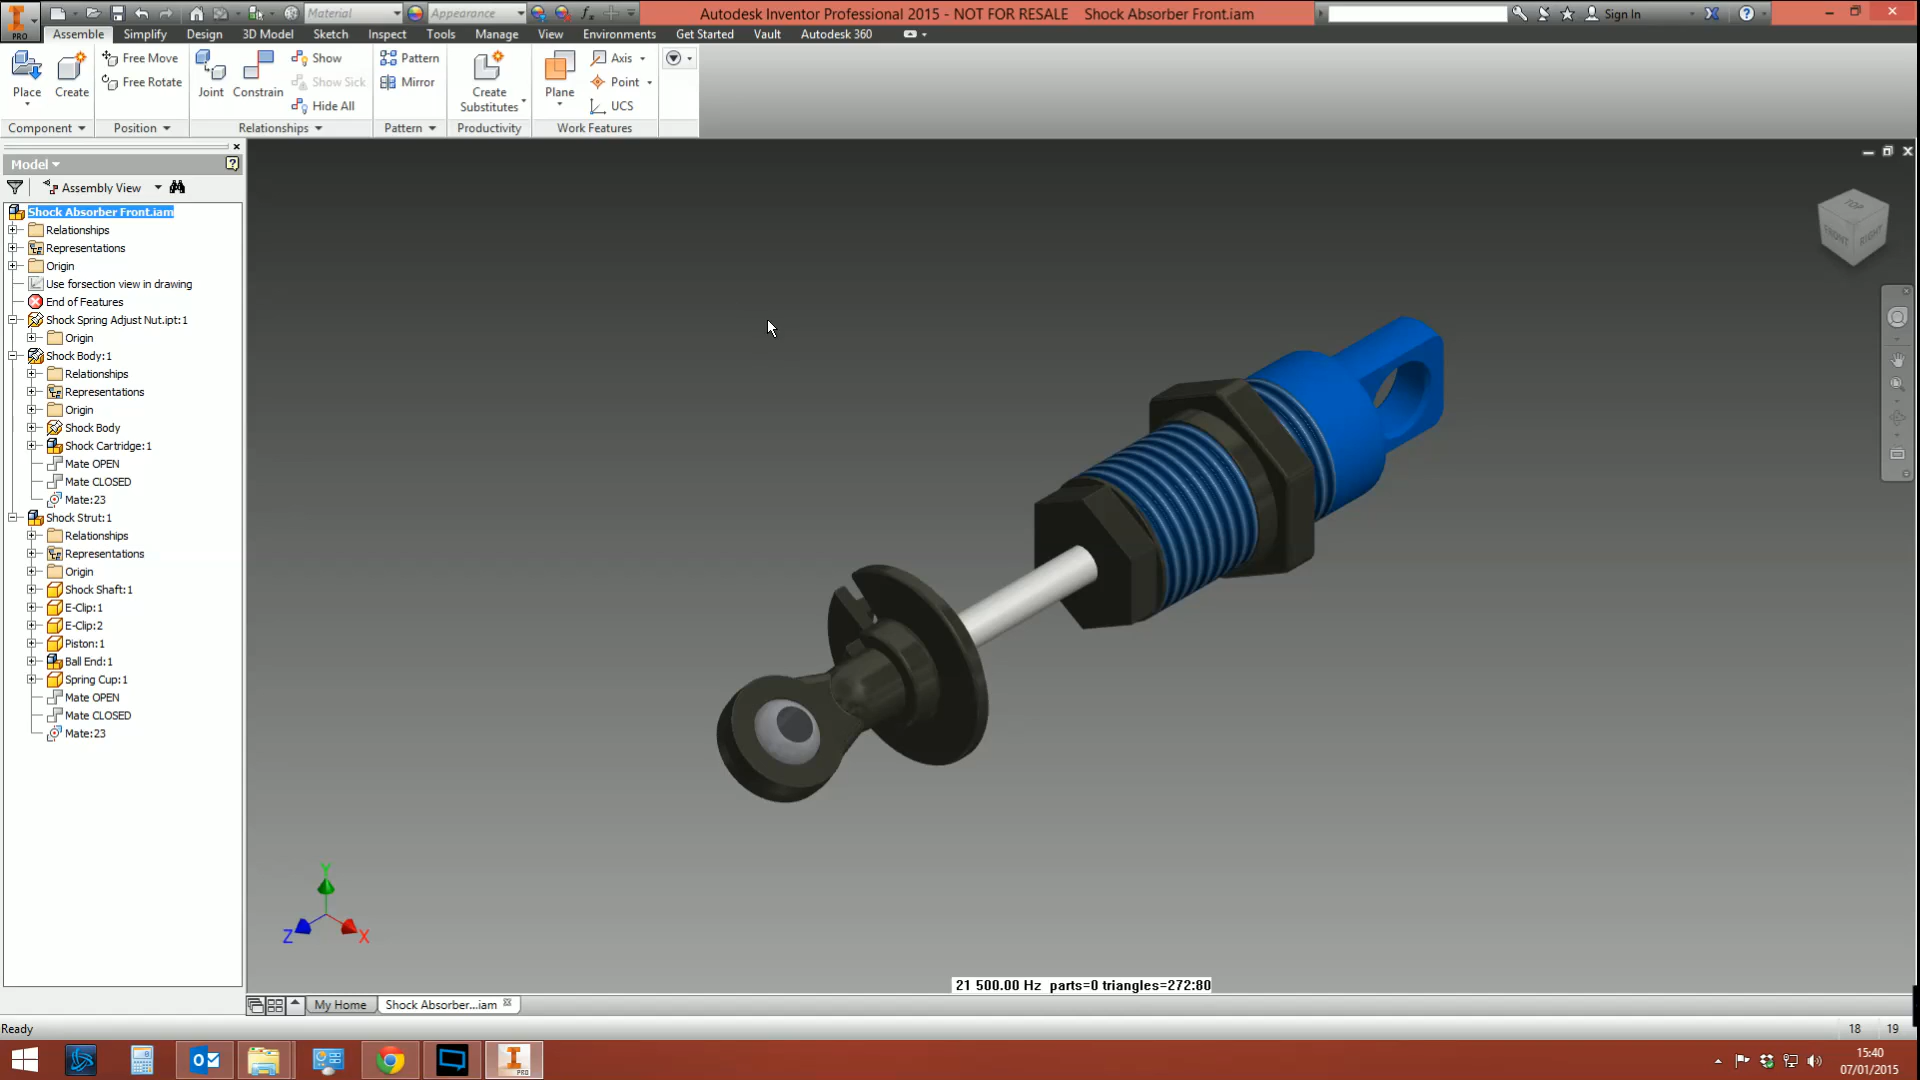 PRO
Material
Appearance
Autodesk Inventor Professional 2015 - NOT FOR RESALE Shock Absorber Front.iam
Sign In
Assemble Simplify Design 3D Model Sketch Inspect Tools Manage View Environments Get Started Vault Autodesk 360
Place
Create
Free Move
Free Rotate
Joint
Constrain
Show
Show Sick
Hide All
Pattern
Mirror
Create
Substitutes
Plane
Axis
Point
UCS
Component
Position
Relationships
Pattern
Productivity
Work Features
Model
Assembly View
Shock Absorber Front.iam
Relationships
Representations
Origin
Use forsection view in drawing
End of Features
Shock Spring Adjust Nut.ipt:1
Origin
Shock Body:1
Relationships
Representations
Origin
Shock Body
Shock Cartridge:1
Mate OPEN
Mate CLOSED
Mate:23
Shock Strut:1
Relationships
Representations
Origin
Shock Shaft:1
E-Clip:1
E-Clip:2
Piston:1
Ball End:1
Spring Cup:1
Mate OPEN
Mate CLOSED
Mate:23
TOP
FRONT
RIGHT
Y
Z
X
21 500.00 Hz parts=0 triangles=272:80
My Home
Shock Absorber...iam
Ready
18 19
PRO
15:40
07/01/2015